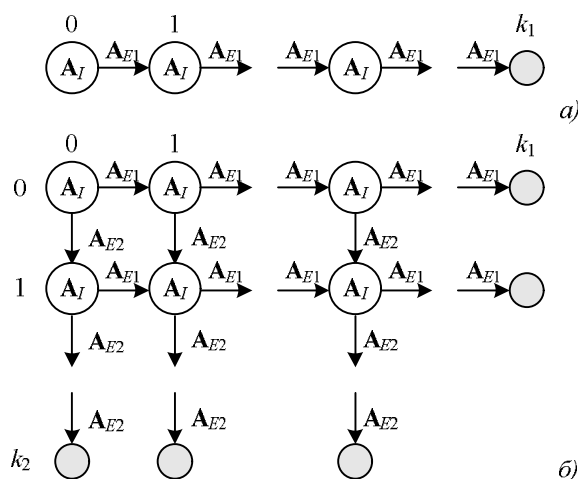 0 1 k₁
A_I A_E1 A_I A_E1 A_E1 A_I A_E1 A_E1
а)
0 1 k₁
0 A_I A_E1 A_I A_E1 A_E1 A_I A_E1 A_E1
A_E2 A_E2 A_E2
1 A_I A_E1 A_I A_E1 A_E1 A_I A_E1 A_E1
A_E2 A_E2 A_E2
A_E2 A_E2 A_E2
k₂
б)